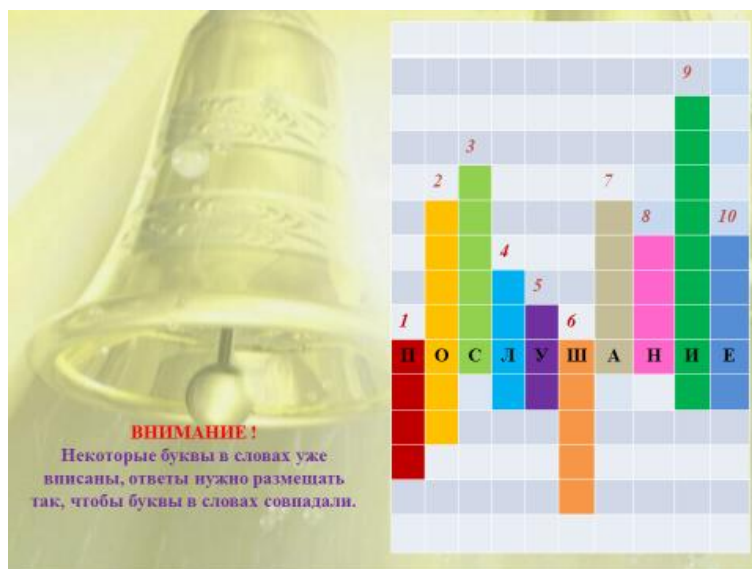 9
3
2
7
8
10
4
5
1
6
П О С Л У Ш А Н И Е
ВНИМАНИЕ !
Некоторые буквы в словах уже
вписаны, ответы нужно размещать
так, чтобы буквы в словах совпадали.